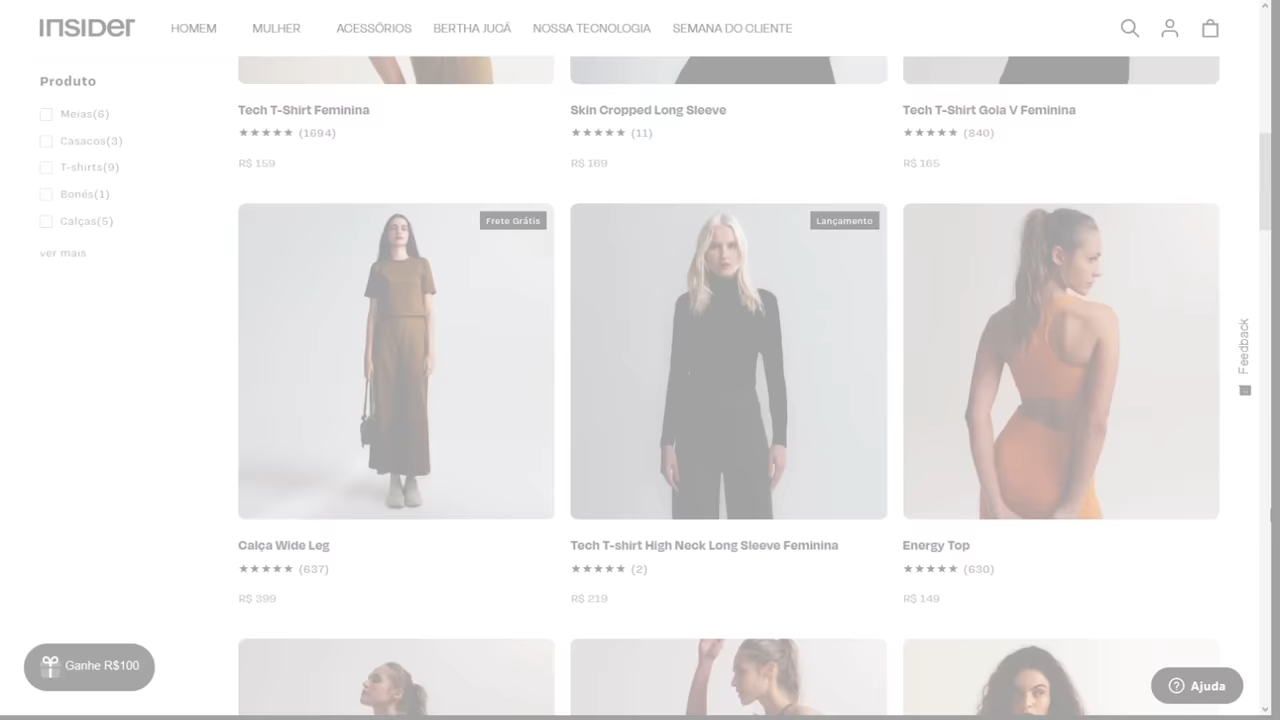 INSIDER
HOMEM
MULHER
ACESSÓRIOS
BERTHA JUCÁ
NOSSA TECNOLOGIA
SEMANA DO CLIENTE
Produto
Meias(6)
Casacos(3)
T-shirts(9)
Bonés(1)
Calças(5)
ver mais
Tech T-Shirt Feminina
(1694)
R$ 159
Skin Cropped Long Sleeve
(11)
R$ 169
Tech T-Shirt Gola V Feminina
(840)
R$ 165
Frete Grátis
Calça Wide Leg
(637)
R$ 399
Lançamento
Tech T-shirt High Neck Long Sleeve Feminina
(2)
R$ 219
Energy Top
(630)
R$ 149
Feedback
Ganhe R$100
Ajuda